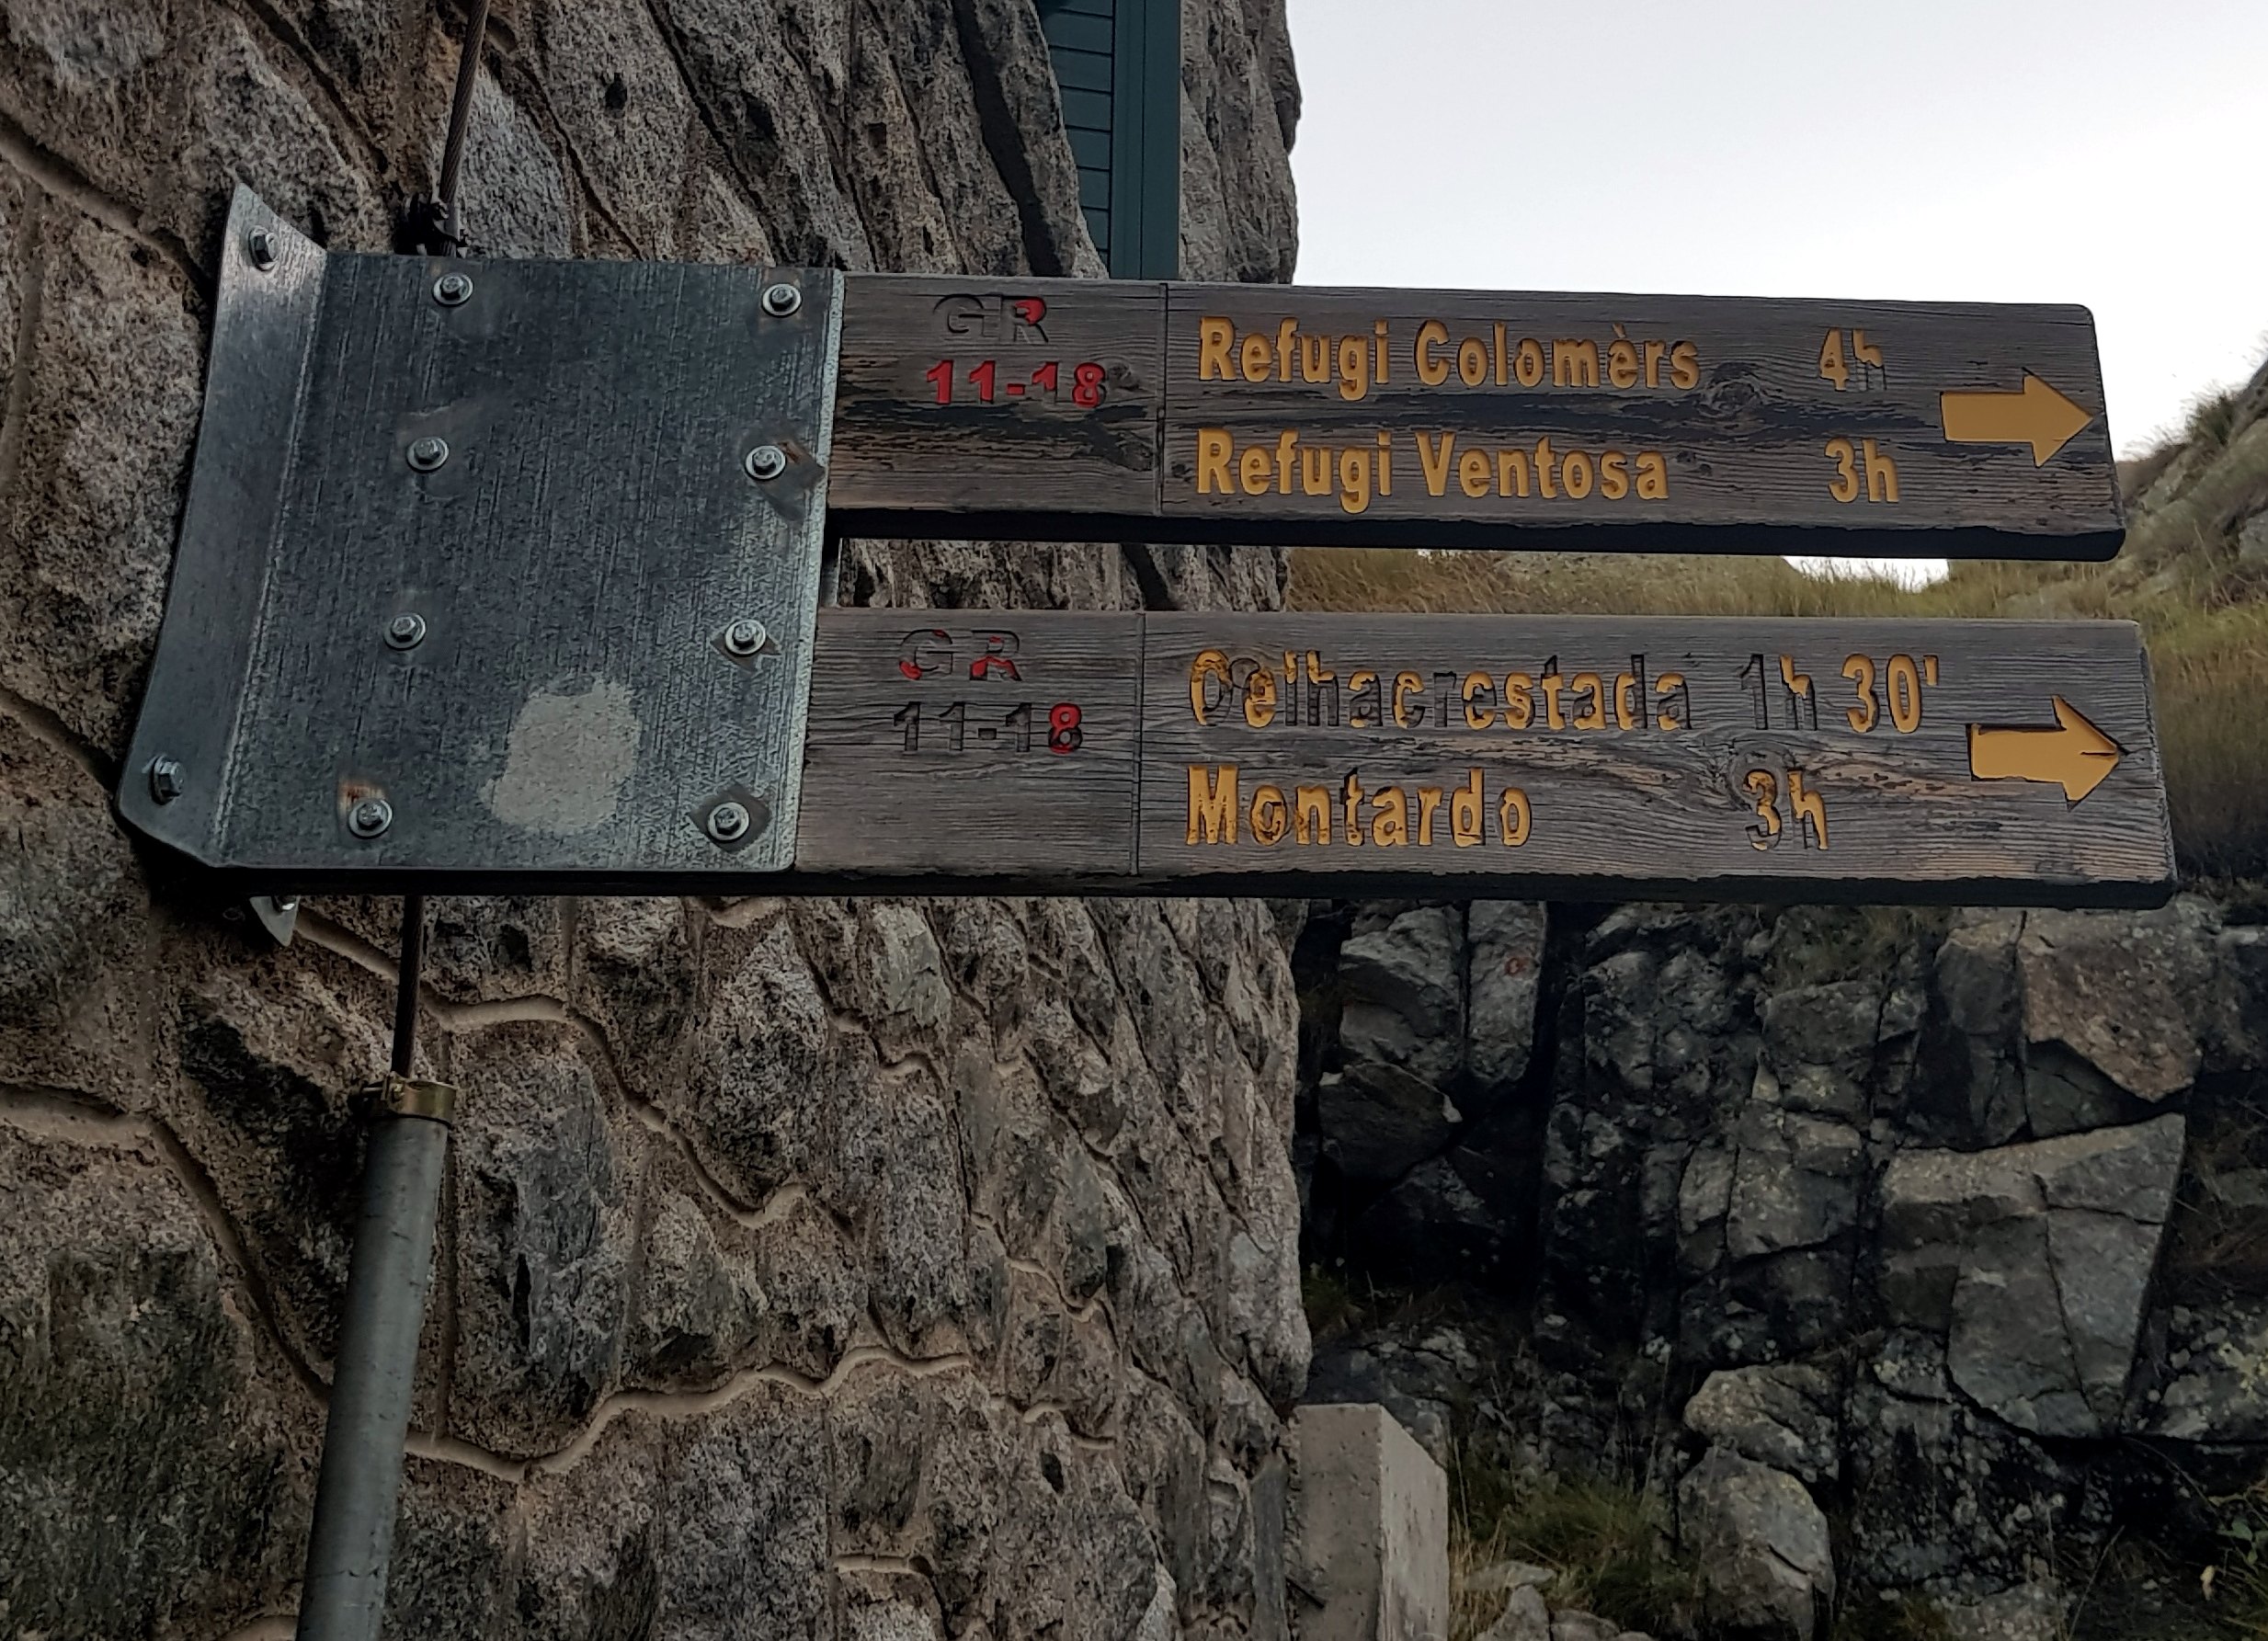 GR
11-18
Refugi Colomèrs 4h
Refugi Ventosa 3h
GR
11-18
Oelhacrestada 1h 30'
Montardo 3h